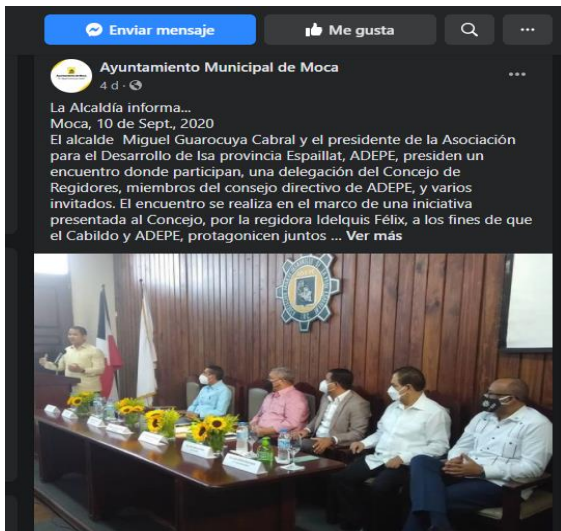 Enviar mensaje
Me gusta
Ayuntamiento Municipal de Moca
4 d ·
La Alcaldía informa...
Moca, 10 de Sept., 2020
El alcalde Miguel Guarocuya Cabral y el presidente de la Asociación
para el Desarrollo de lsa provincia Espaillat, ADEPE, presiden un
encuentro donde participan, una delegación del Concejo de
Regidores, miembros del consejo directivo de ADEPE, y varios
invitados. El encuentro se realiza en el marco de una iniciativa
presentada al Concejo, por la regidora Idelquis Félix, a los fines de que
el Cabildo y ADEPE, protagonicen juntos ... Ver más